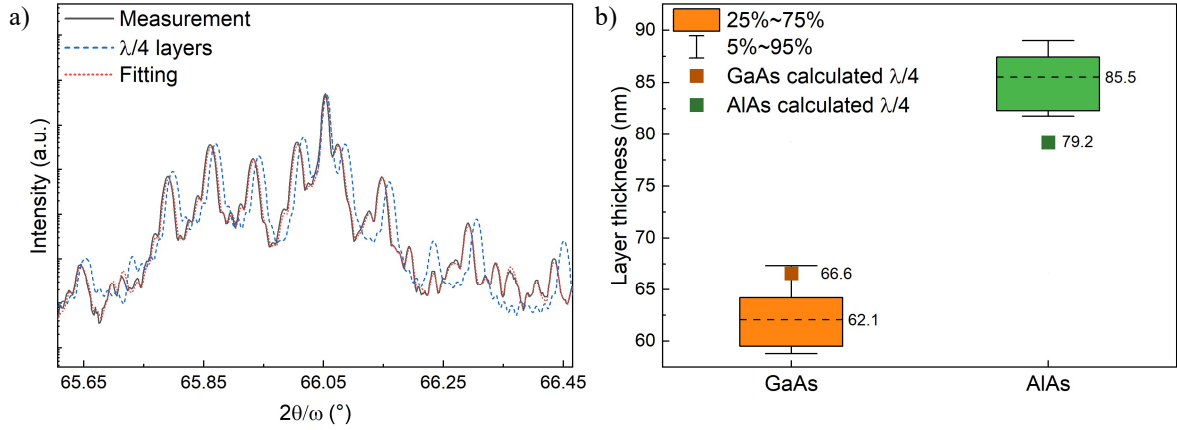 a)
Measurement
λ/4 layers
Fitting
Intensity (a.u.)
65.65 65.85 66.05 66.25 66.45
2θ/ω (°)
b)
25%~75%
5%~95%
GaAs calculated λ/4
AlAs calculated λ/4
Layer thickness (nm)
90
85
80
75
70
65
60
85.5
79.2
66.6
62.1
GaAs AlAs